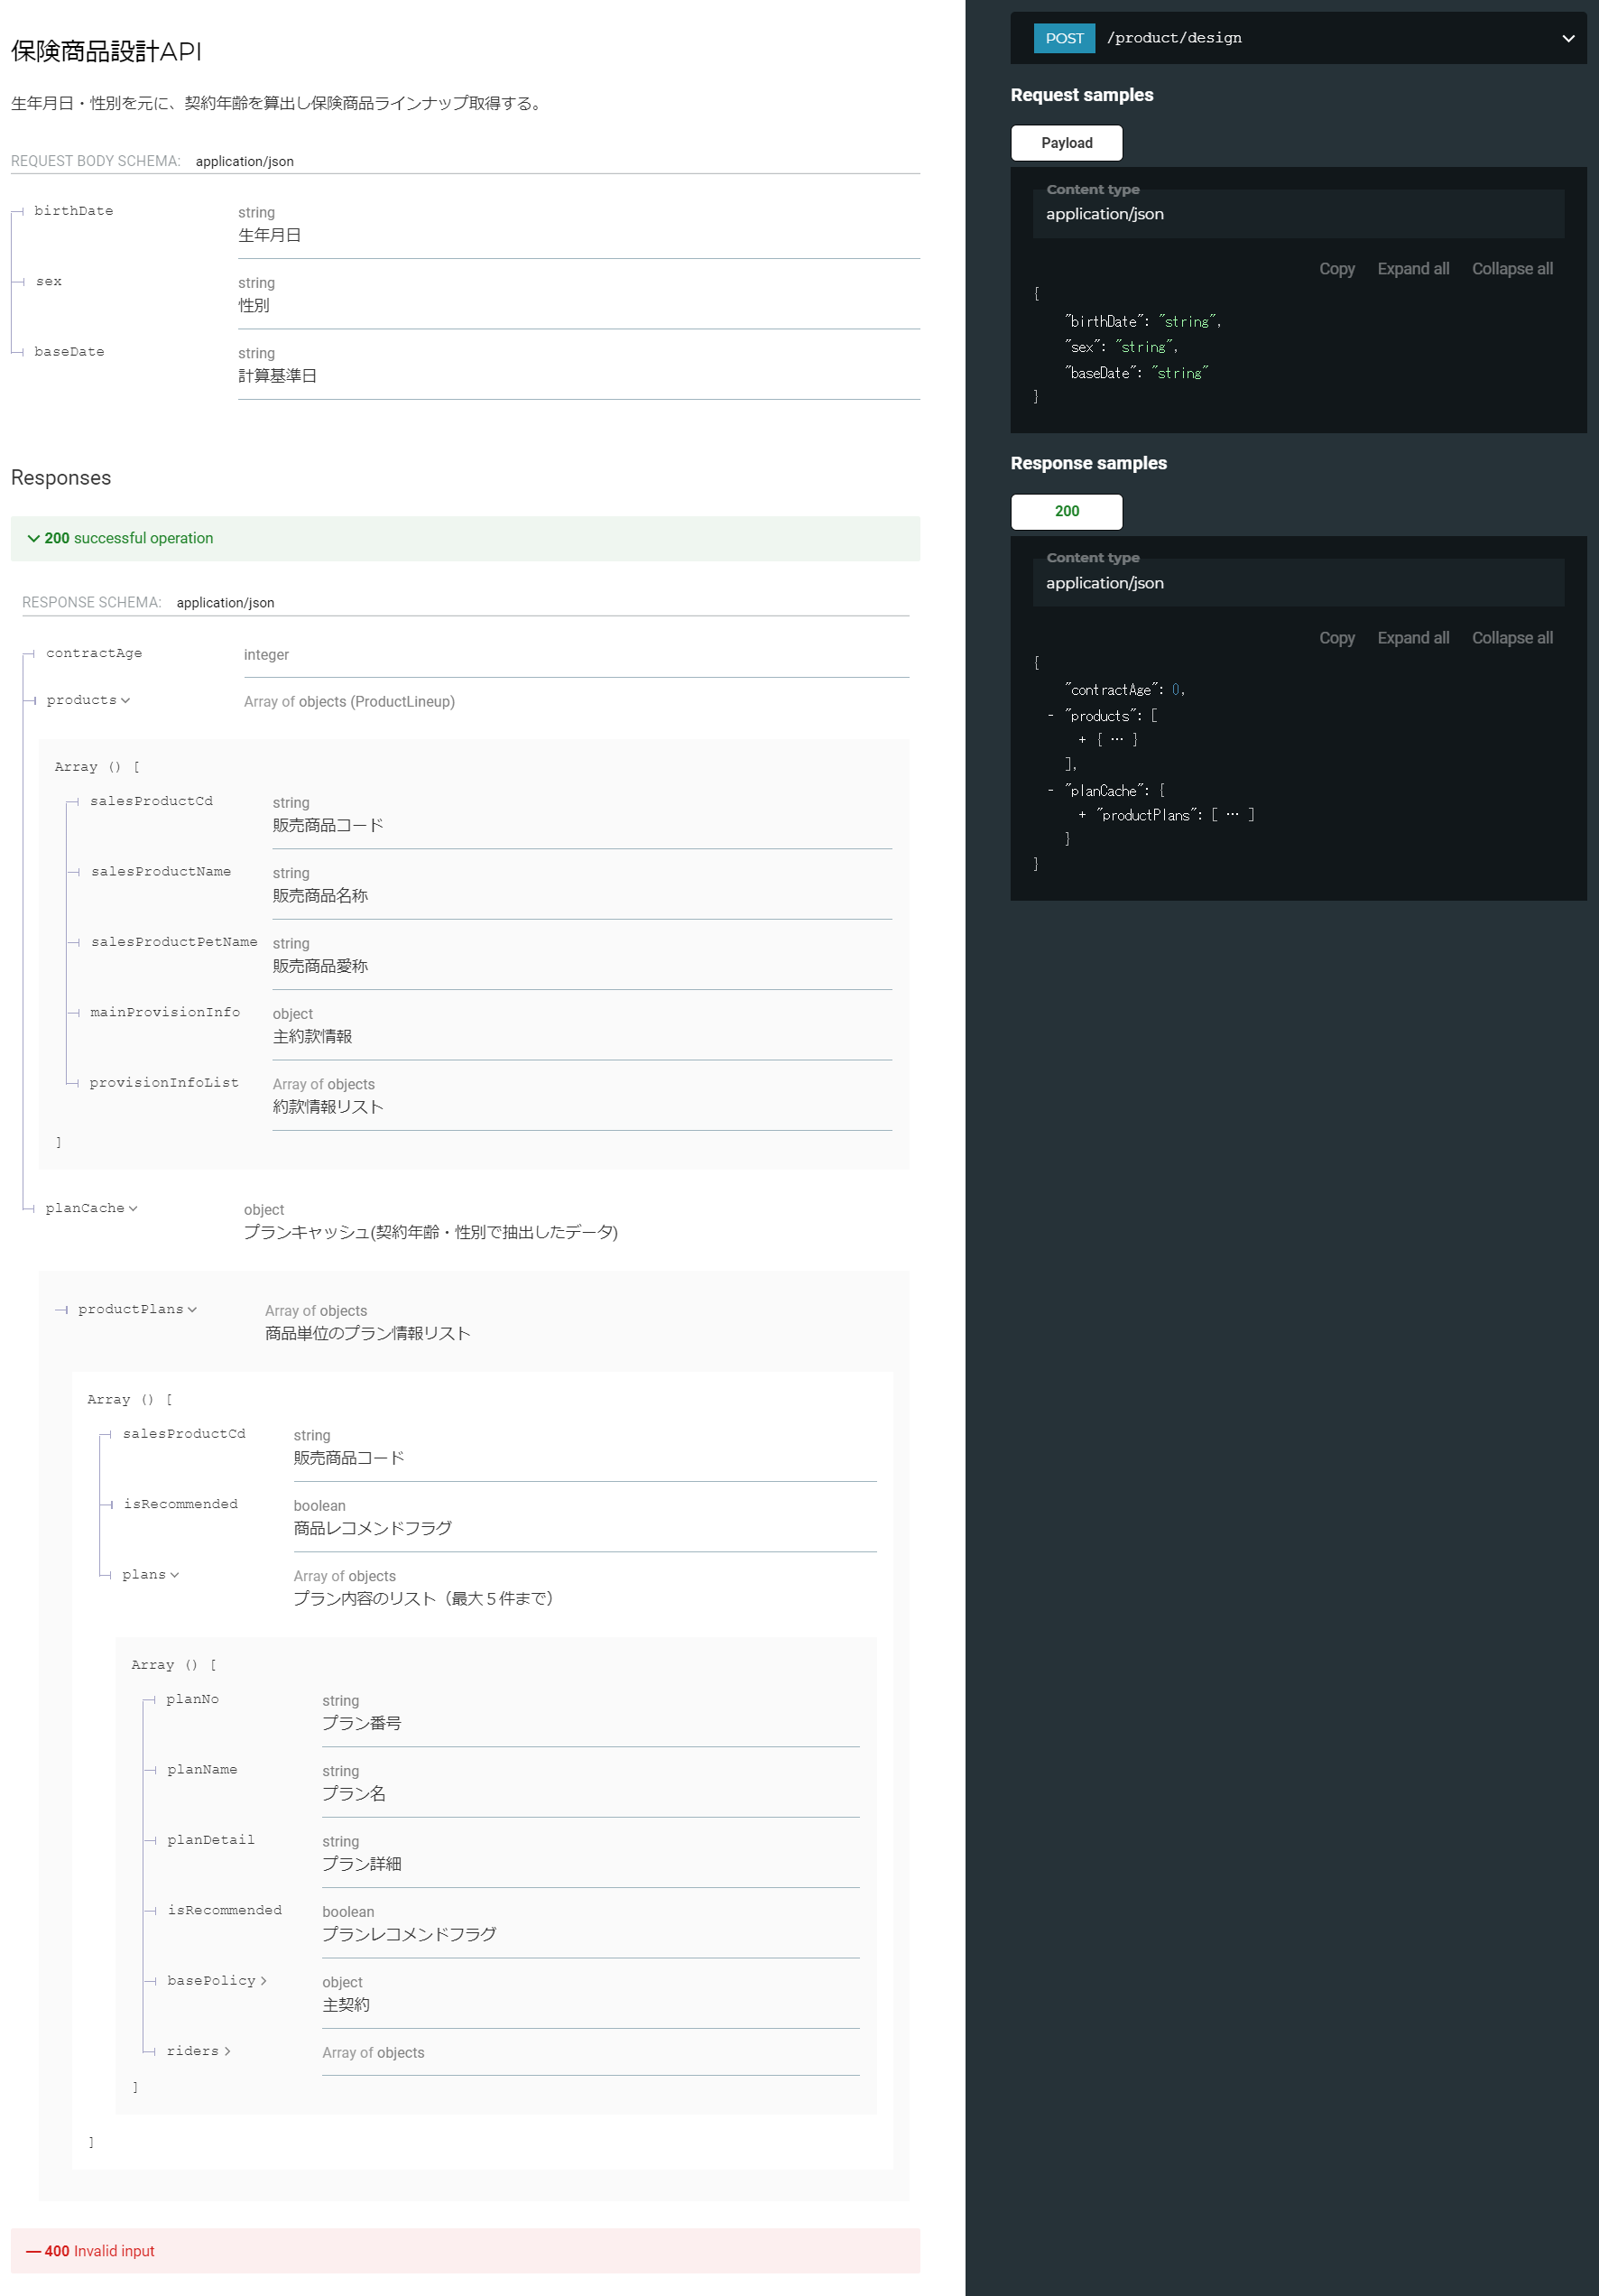 保険商品設計API
生年月日・性別を元に、契約年齢を算出し保険商品ラインナップ取得する。
REQUEST BODY SCHEMA: application/json
birthDate
string
生年月日
sex
string
性別
baseDate
string
計算基準日
Responses
200 successful operation
RESPONSE SCHEMA: application/json
contractAge
integer
products
Array of objects (ProductLineup)
Array () [
salesProductCd
string
販売商品コード
salesProductName
string
販売商品名称
salesProductPetName
string
販売商品愛称
mainProvisionInfo
object
主約款情報
provisionInfoList
Array of objects
約款情報リスト
]
planCache
object
プランキャッシュ(契約年齢・性別で抽出したデータ)
productPlans
Array of objects
商品単位のプラン情報リスト
Array () [
salesProductCd
string
販売商品コード
isRecommended
boolean
商品レコメンドフラグ
plans
Array of objects
プラン内容のリスト（最大５件まで）
Array () [
planNo
string
プラン番号
planName
string
プラン名
planDetail
string
プラン詳細
isRecommended
boolean
プランレコメンドフラグ
basePolicy
object
主契約
riders
Array of objects
]
]
— 400 Invalid input
POST /product/design
Request samples
Payload
Content type
application/json
Copy Expand all Collapse all
{
"birthDate": "string",
"sex": "string",
"baseDate": "string"
}
Response samples
200
Content type
application/json
Copy Expand all Collapse all
{
"contractAge": 0,
- "products": [
+ { … }
],
- "planCache": {
+ "productPlans": [ … ]
}
}